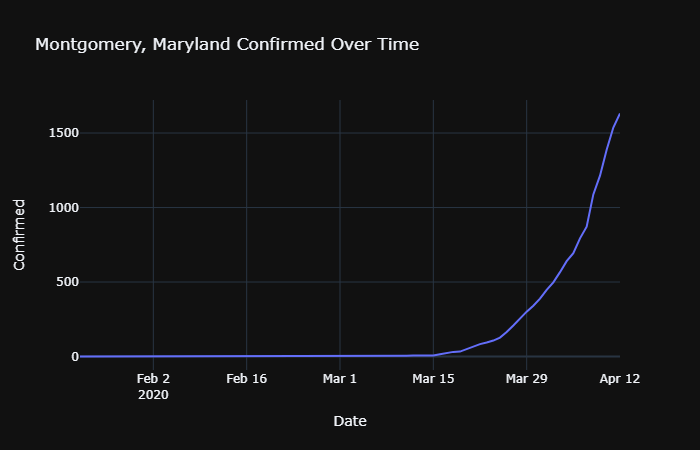 Montgomery, Maryland Confirmed Over Time
Confirmed
1500
1000
500
0
Feb 2
2020
Feb 16
Mar 1
Mar 15
Mar 29
Apr 12
Date